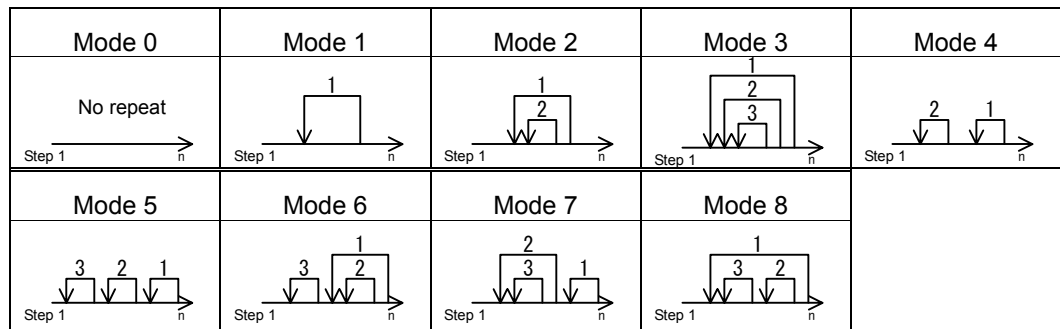 Mode 0
Mode 1
Mode 2
Mode 3
Mode 4
No repeat
Step 1
n
1
Step 1
n
1
2
Step 1
n
1
2
3
Step 1
n
2
1
Step 1
n
Mode 5
Mode 6
Mode 7
Mode 8
3
2
1
Step 1
n
1
3
2
Step 1
n
2
3
1
Step 1
n
1
3
2
Step 1
n